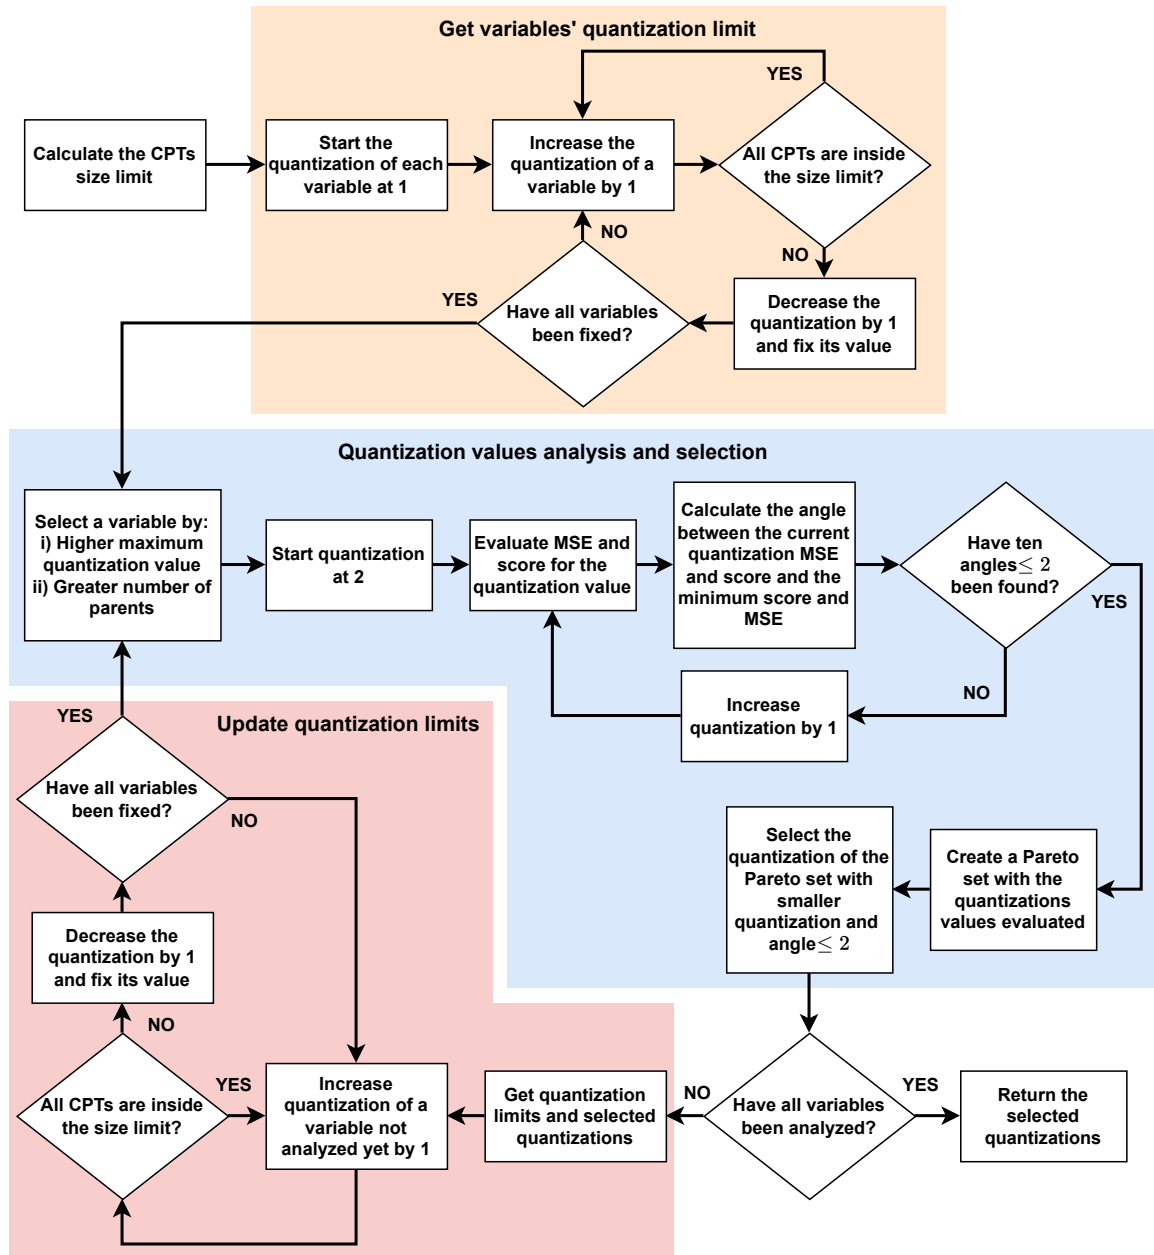 Get variables' quantization limit
YES
Calculate the CPTs
size limit
Start the
quantization of each
variable at 1
Increase the
quantization of a
variable by 1
All CPTs are inside
the size limit?
NO
NO
YES
Have all variables
been fixed?
Decrease the
quantization by 1
and fix its value
Quantization values analysis and selection
Select a variable by:
i) Higher maximum
quantization value
ii) Greater number of
parents
Start quantization
at 2
Evaluate MSE and
score for the
quantization value
Calculate the angle
between the current
quantization MSE
and score and the
minimum score and
MSE
Have ten
angles≤ 2
been found?
YES
NO
Increase
quantization by 1
YES
Update quantization limits
Have all variables
been fixed?
NO
Select the
quantization of the
Pareto set with
smaller
quantization and
angle≤ 2
Create a Pareto
set with the
quantizations
values evaluated
Decrease the
quantization by 1
and fix its value
NO
All CPTs are inside
the size limit?
YES
Increase
quantization of a
variable not
analyzed yet by 1
Get quantization
limits and selected
quantizations
NO
Have all variables
been analyzed?
YES
Return the
selected
quantizations